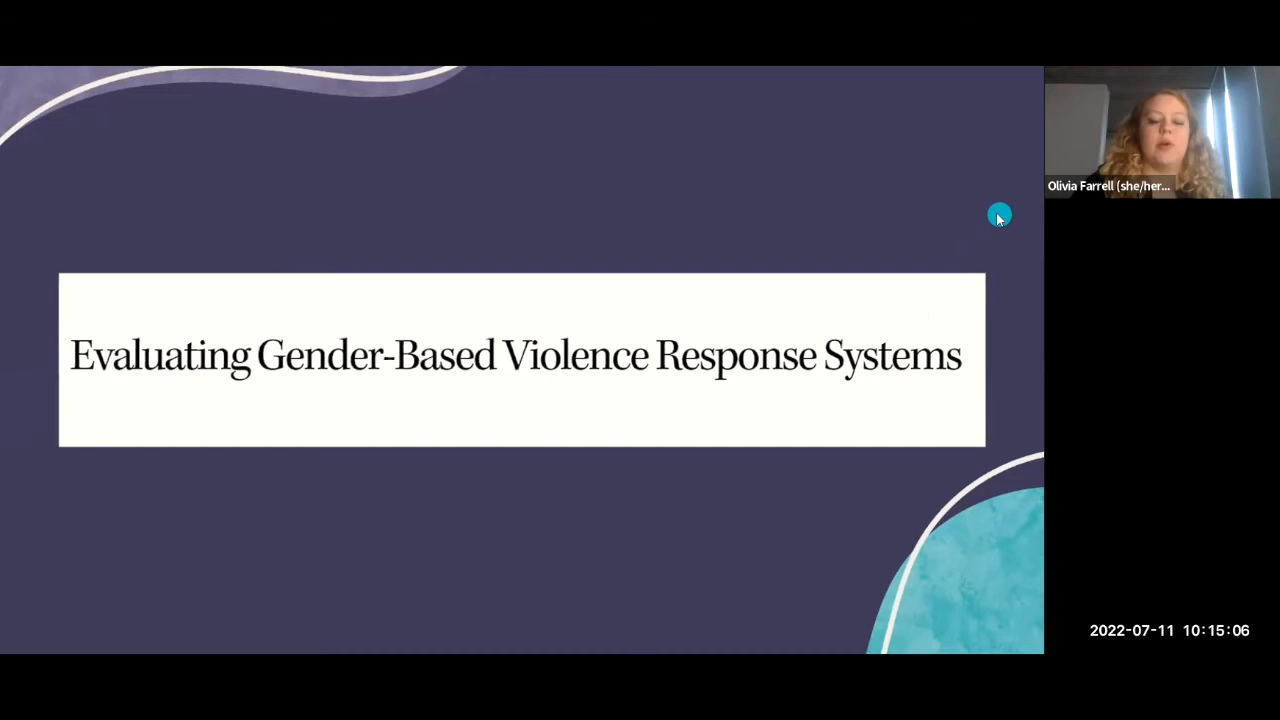 Evaluating Gender-Based Violence Response Systems
Olivia Farrell (she/her...
2022-07-11 10:15:06